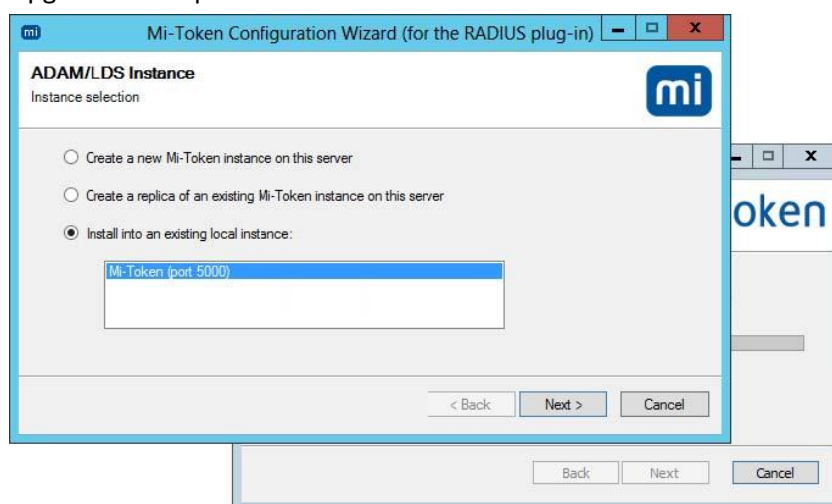 mi
Mi-Token Configuration Wizard (for the RADIUS plug-in)
ADAM/LDS Instance
Instance selection
mi
Create a new Mi-Token instance on this server
Create a replica of an existing Mi-Token instance on this server
oken
Install into an existing local instance:
Mi-Token (port 5000)
< Back
Next >
Cancel
Back
Next
Cancel